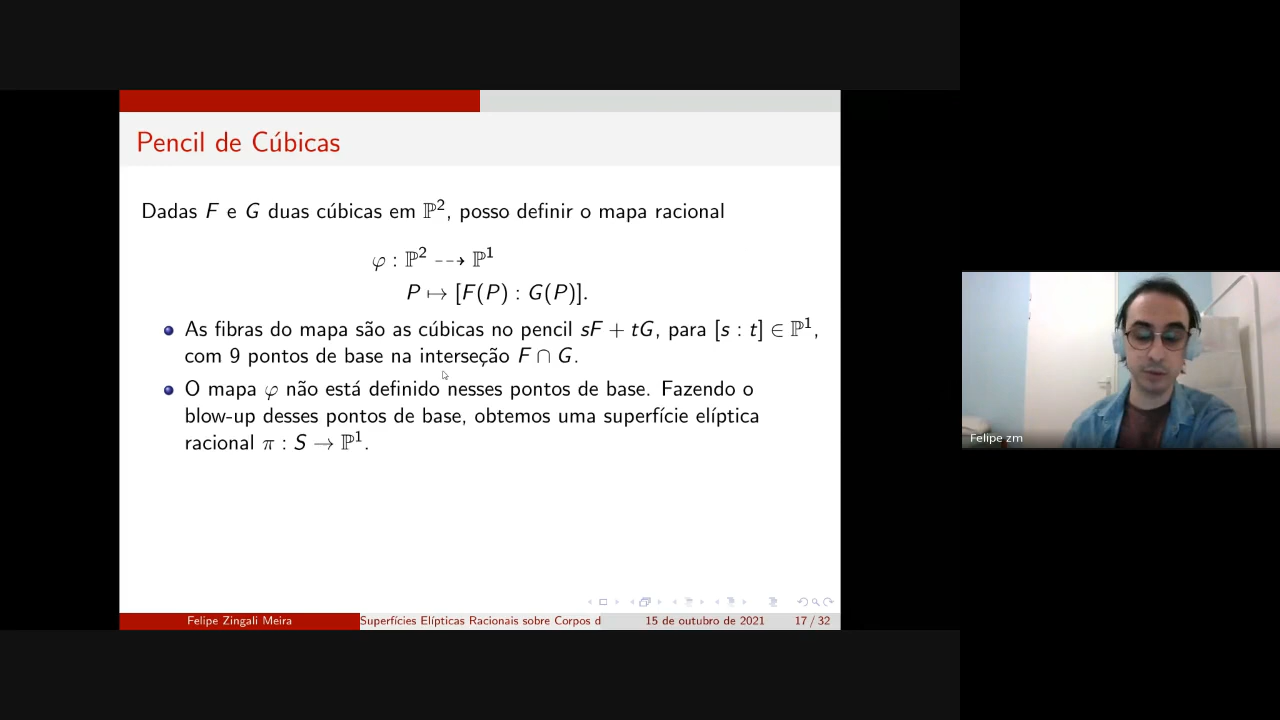 Pencil de Cúbicas
Dadas F e G duas cúbicas em ℙ², posso definir o mapa racional
φ : ℙ² ⇢ ℙ¹
P ↦ [F(P) : G(P)].
As fibras do mapa são as cúbicas no pencil sF + tG, para [s : t] ∈ ℙ¹,
com 9 pontos de base na interseção F ∩ G.
O mapa φ não está definido nesses pontos de base. Fazendo o
blow-up desses pontos de base, obtemos uma superfície elíptica
racional π : S → ℙ¹.
Felipe Zingali Meira
Superfícies Elípticas Racionais sobre Corpos d
15 de outubro de 2021
17 / 32
Felipe zm